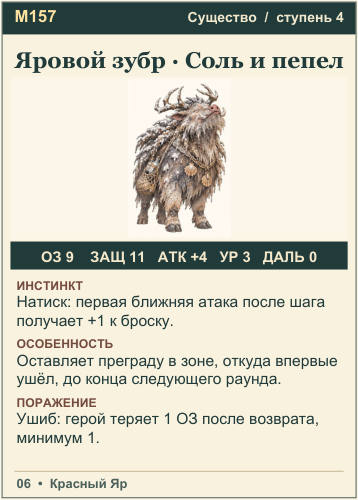 M157
Существо / ступень 4
Яровой зубр · Соль и пепел
ОЗ 9 ЗАЩ 11 АТК +4 УР 3 ДАЛЬ 0
ИНСТИНКТ
Натиск: первая ближняя атака после шага
получает +1 к броску.
ОСОБЕННОСТЬ
Оставляет преграду в зоне, откуда впервые
ушёл, до конца следующего раунда.
ПОРАЖЕНИЕ
Ушиб: герой теряет 1 ОЗ после возврата,
минимум 1.
06 • Красный Яр